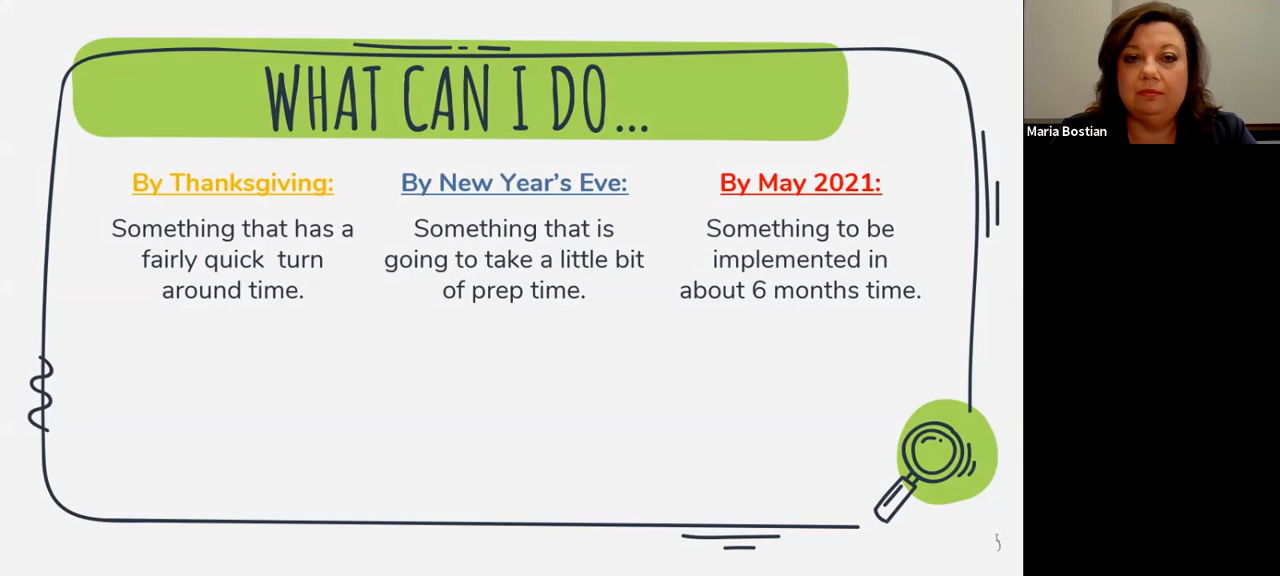 WHAT CAN I DO...
By Thanksgiving:
Something that has a
fairly quick turn
around time.
By New Year's Eve:
Something that is
going to take a little bit
of prep time.
By May 2021:
Something to be
implemented in
about 6 months time.
5
Maria Bostian